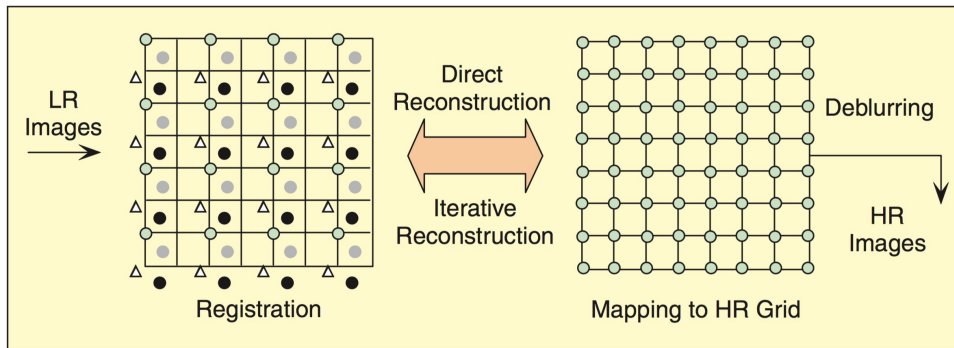 LR
Images
Registration
Direct
Reconstruction
Iterative
Reconstruction
Mapping to HR Grid
Deblurring
HR
Images